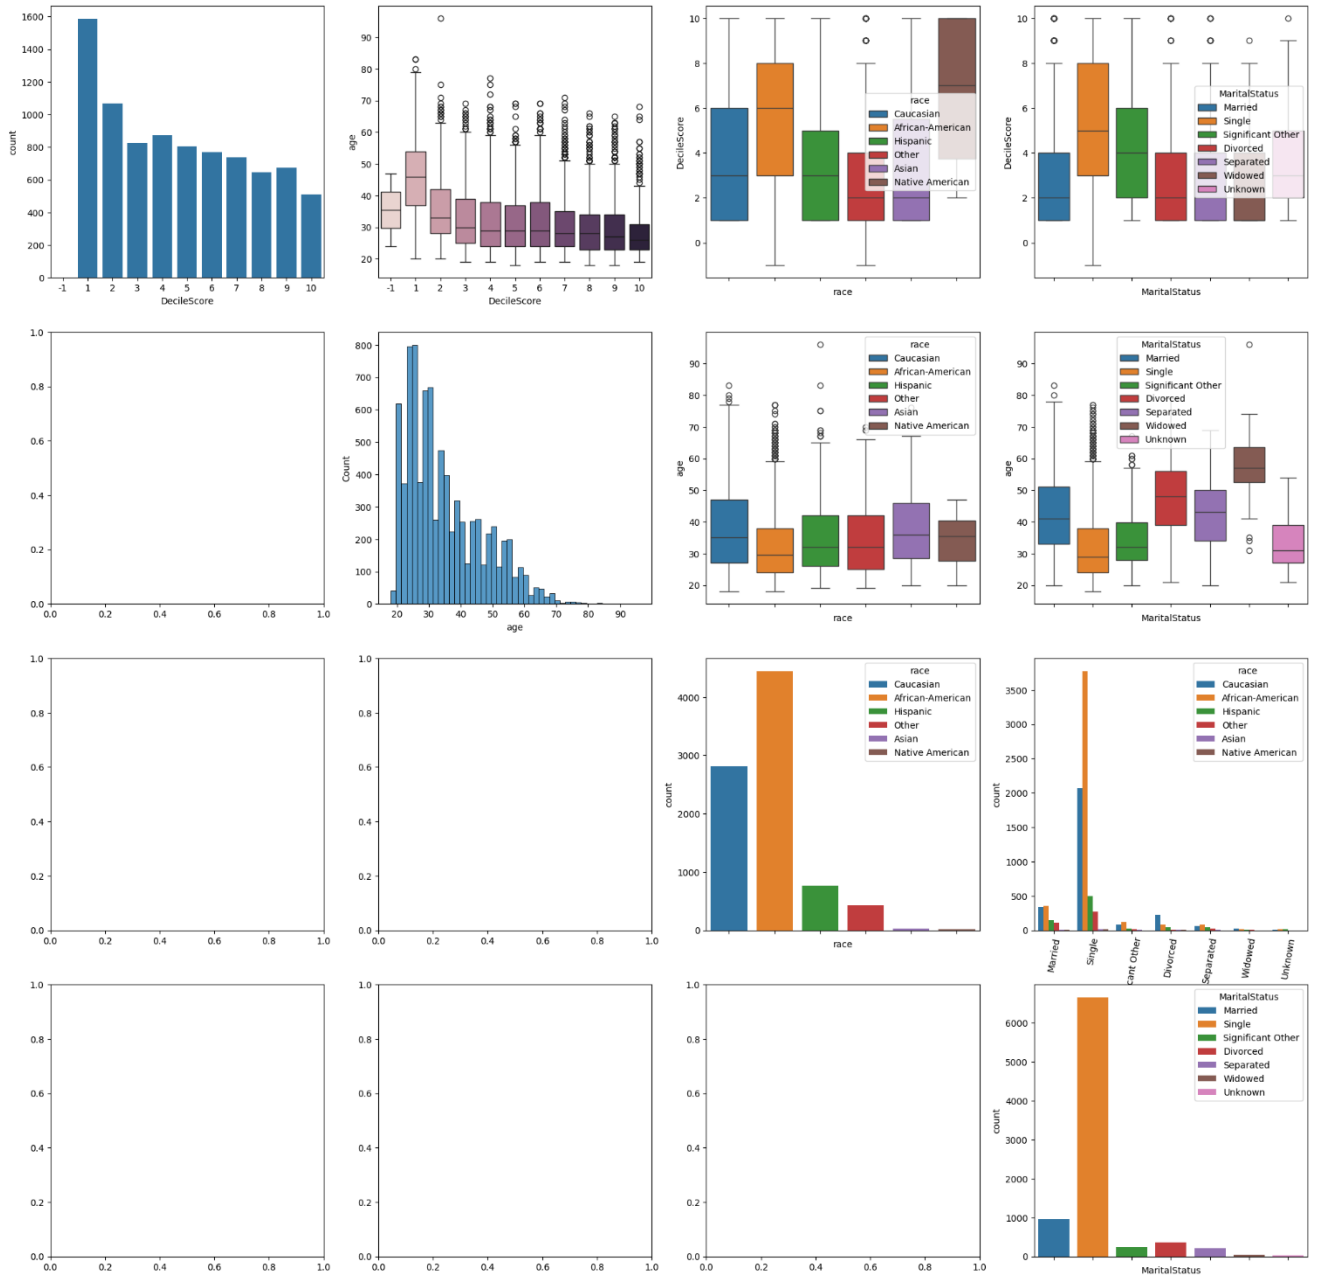 1600
1400
1200
1000
800
600
400
200
0
count
-1 1 2 3 4 5 6 7 8 9 10
DecileScore
90
80
70
60
50
40
30
20
age
-1 1 2 3 4 5 6 7 8 9 10
DecileScore
10
8
6
4
2
0
DecileScore
race
Caucasian
African-American
Hispanic
Other
Asian
Native American
race
10
8
6
4
2
0
DecileScore
MaritalStatus
Married
Single
Significant Other
Divorced
Separated
Widowed
Unknown
MaritalStatus
1.0
0.8
0.6
0.4
0.2
0.0
0.0 0.2 0.4 0.6 0.8 1.0
800
700
600
500
400
300
200
100
0
Count
20 30 40 50 60 70 80 90
age
90
80
70
60
50
40
30
20
age
race
Caucasian
African-American
Hispanic
Other
Asian
Native American
race
90
80
70
60
50
40
30
20
age
MaritalStatus
Married
Single
Significant Other
Divorced
Separated
Widowed
Unknown
MaritalStatus
1.0
0.8
0.6
0.4
0.2
0.0
0.0 0.2 0.4 0.6 0.8 1.0
1.0
0.8
0.6
0.4
0.2
0.0
0.0 0.2 0.4 0.6 0.8 1.0
4000
3000
2000
1000
0
count
race
Caucasian
African-American
Hispanic
Other
Asian
Native American
race
3500
3000
2500
2000
1500
1000
500
0
count
race
Caucasian
African-American
Hispanic
Other
Asian
Native American
Married
Single
cant Other
Divorced
Separated
Widowed
Unknown
1.0
0.8
0.6
0.4
0.2
0.0
0.0 0.2 0.4 0.6 0.8 1.0
1.0
0.8
0.6
0.4
0.2
0.0
0.0 0.2 0.4 0.6 0.8 1.0
1.0
0.8
0.6
0.4
0.2
0.0
0.0 0.2 0.4 0.6 0.8 1.0
6000
5000
4000
3000
2000
1000
0
count
MaritalStatus
Married
Single
Significant Other
Divorced
Separated
Widowed
Unknown
MaritalStatus